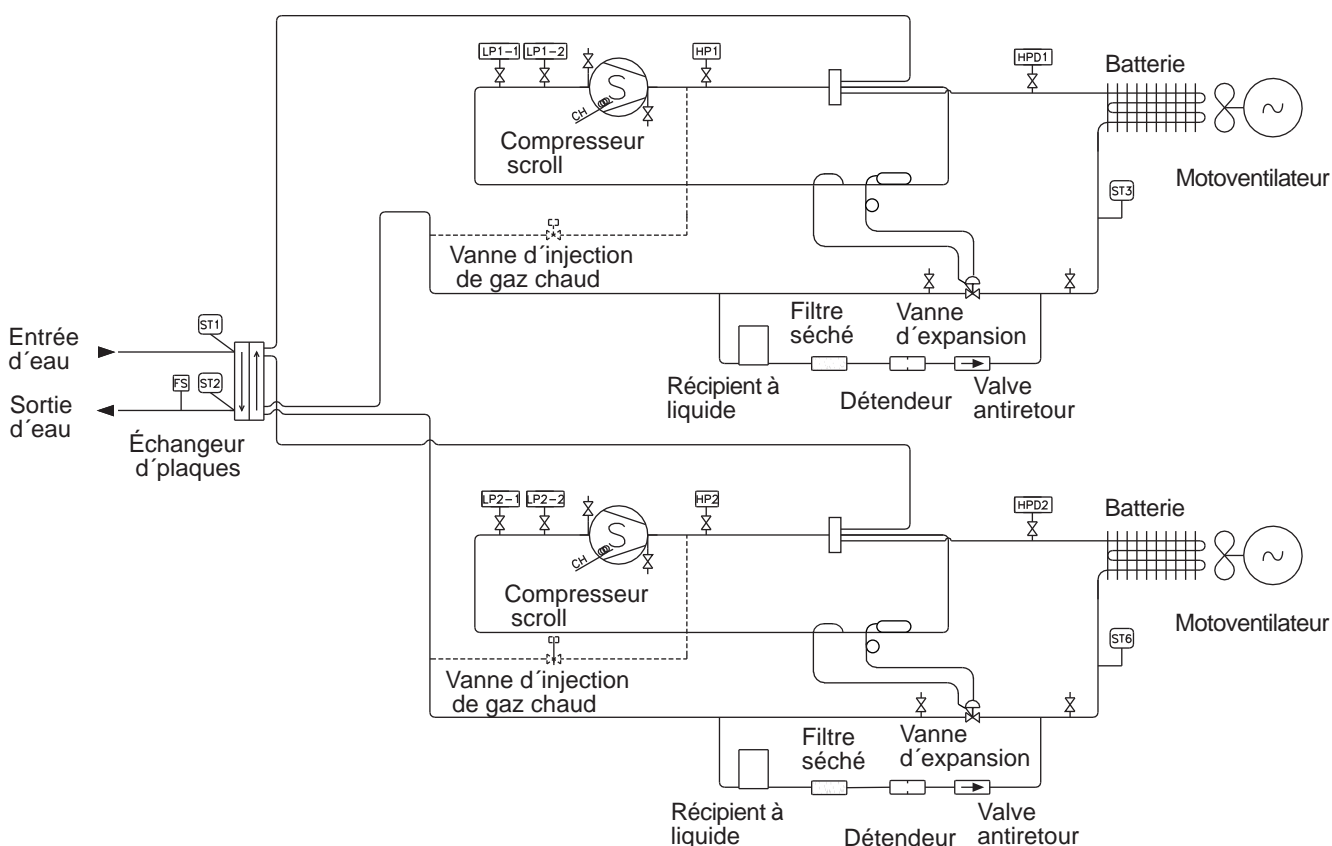 LP1-1
LP1-2
HP1
HPD1
Batterie
S
CH
~
Compresseur
scroll
Motoventilateur
ST3
Vanne d´injection
de gaz chaud
Filtre
séché
Vanne
d´expansion
Entrée
d´eau
ST1
FS
ST2
Sortie
d´eau
Récipient à
liquide
Détendeur
Valve
antiretour
Échangeur
d´plaques
LP2-1
LP2-2
HP2
HPD2
Batterie
S
CH
~
Compresseur
scroll
Motoventilateur
ST6
Vanne d´injection
de gaz chaud
Filtre
séché
Vanne
d´expansion
Récipient à
liquide
Détendeur
Valve
antiretour